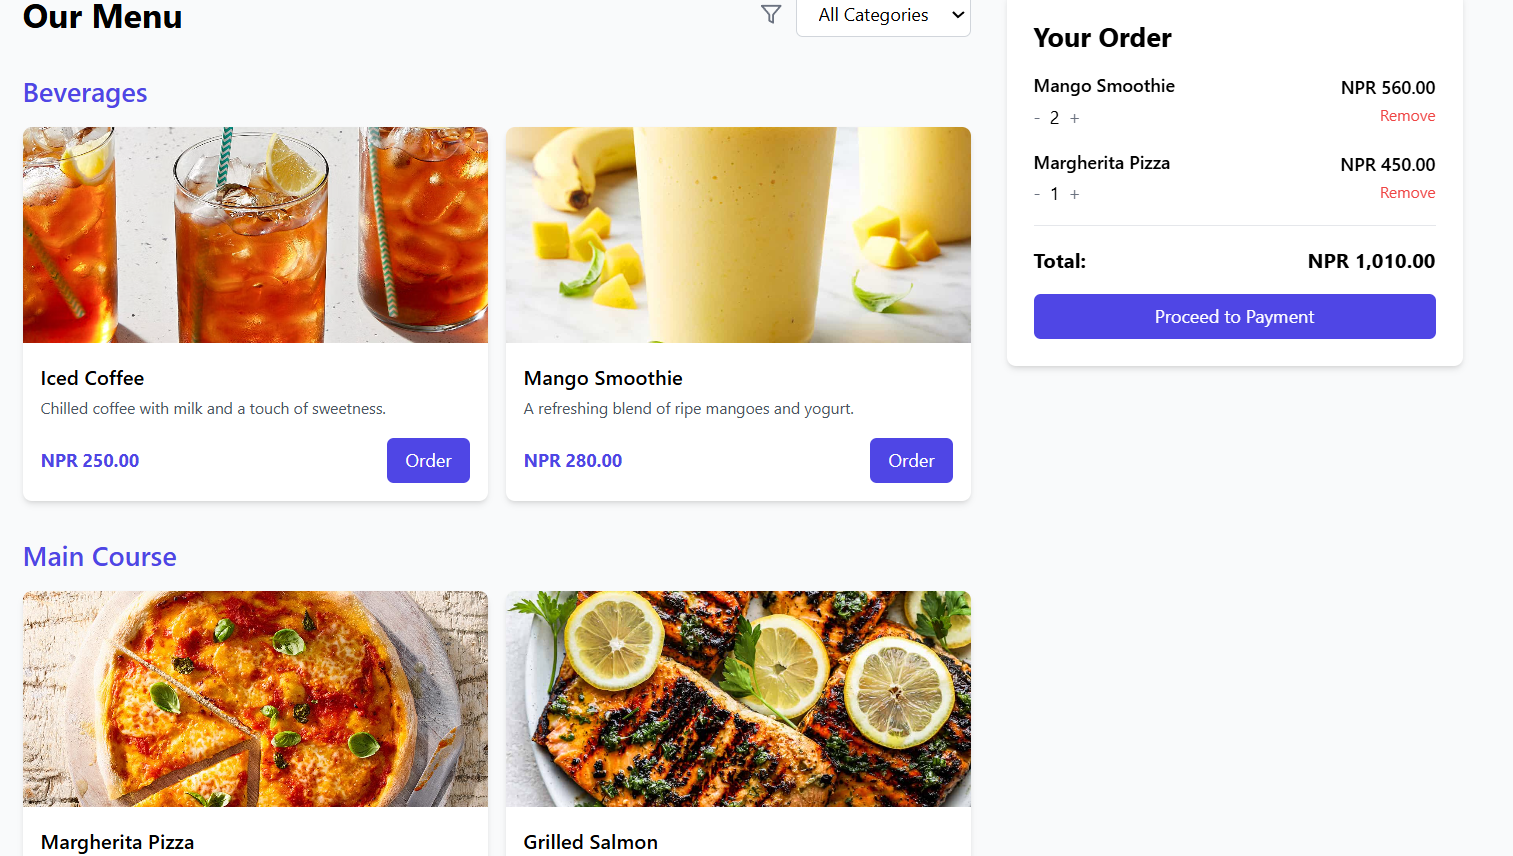 Our Menu
All Categories
Beverages
Iced Coffee
Chilled coffee with milk and a touch of sweetness.
NPR 250.00
Order
Mango Smoothie
A refreshing blend of ripe mangoes and yogurt.
NPR 280.00
Order
Main Course
Margherita Pizza
Grilled Salmon
Your Order
Mango Smoothie NPR 560.00
- 2 + Remove
Margherita Pizza NPR 450.00
- 1 + Remove
Total: NPR 1,010.00
Proceed to Payment